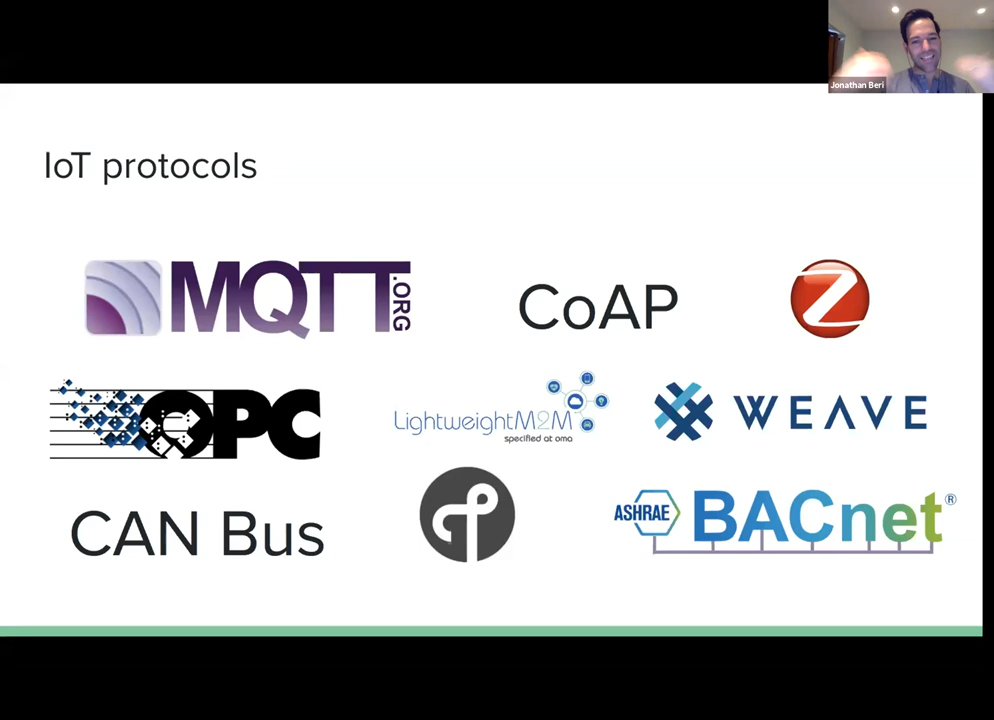 Jonathan Beri
IoT protocols
MQTT.ORG
CoAP
Z
OPC
LightweightM2M
specified at oma
WEAVE
CAN Bus
ASHRAE BACnet®